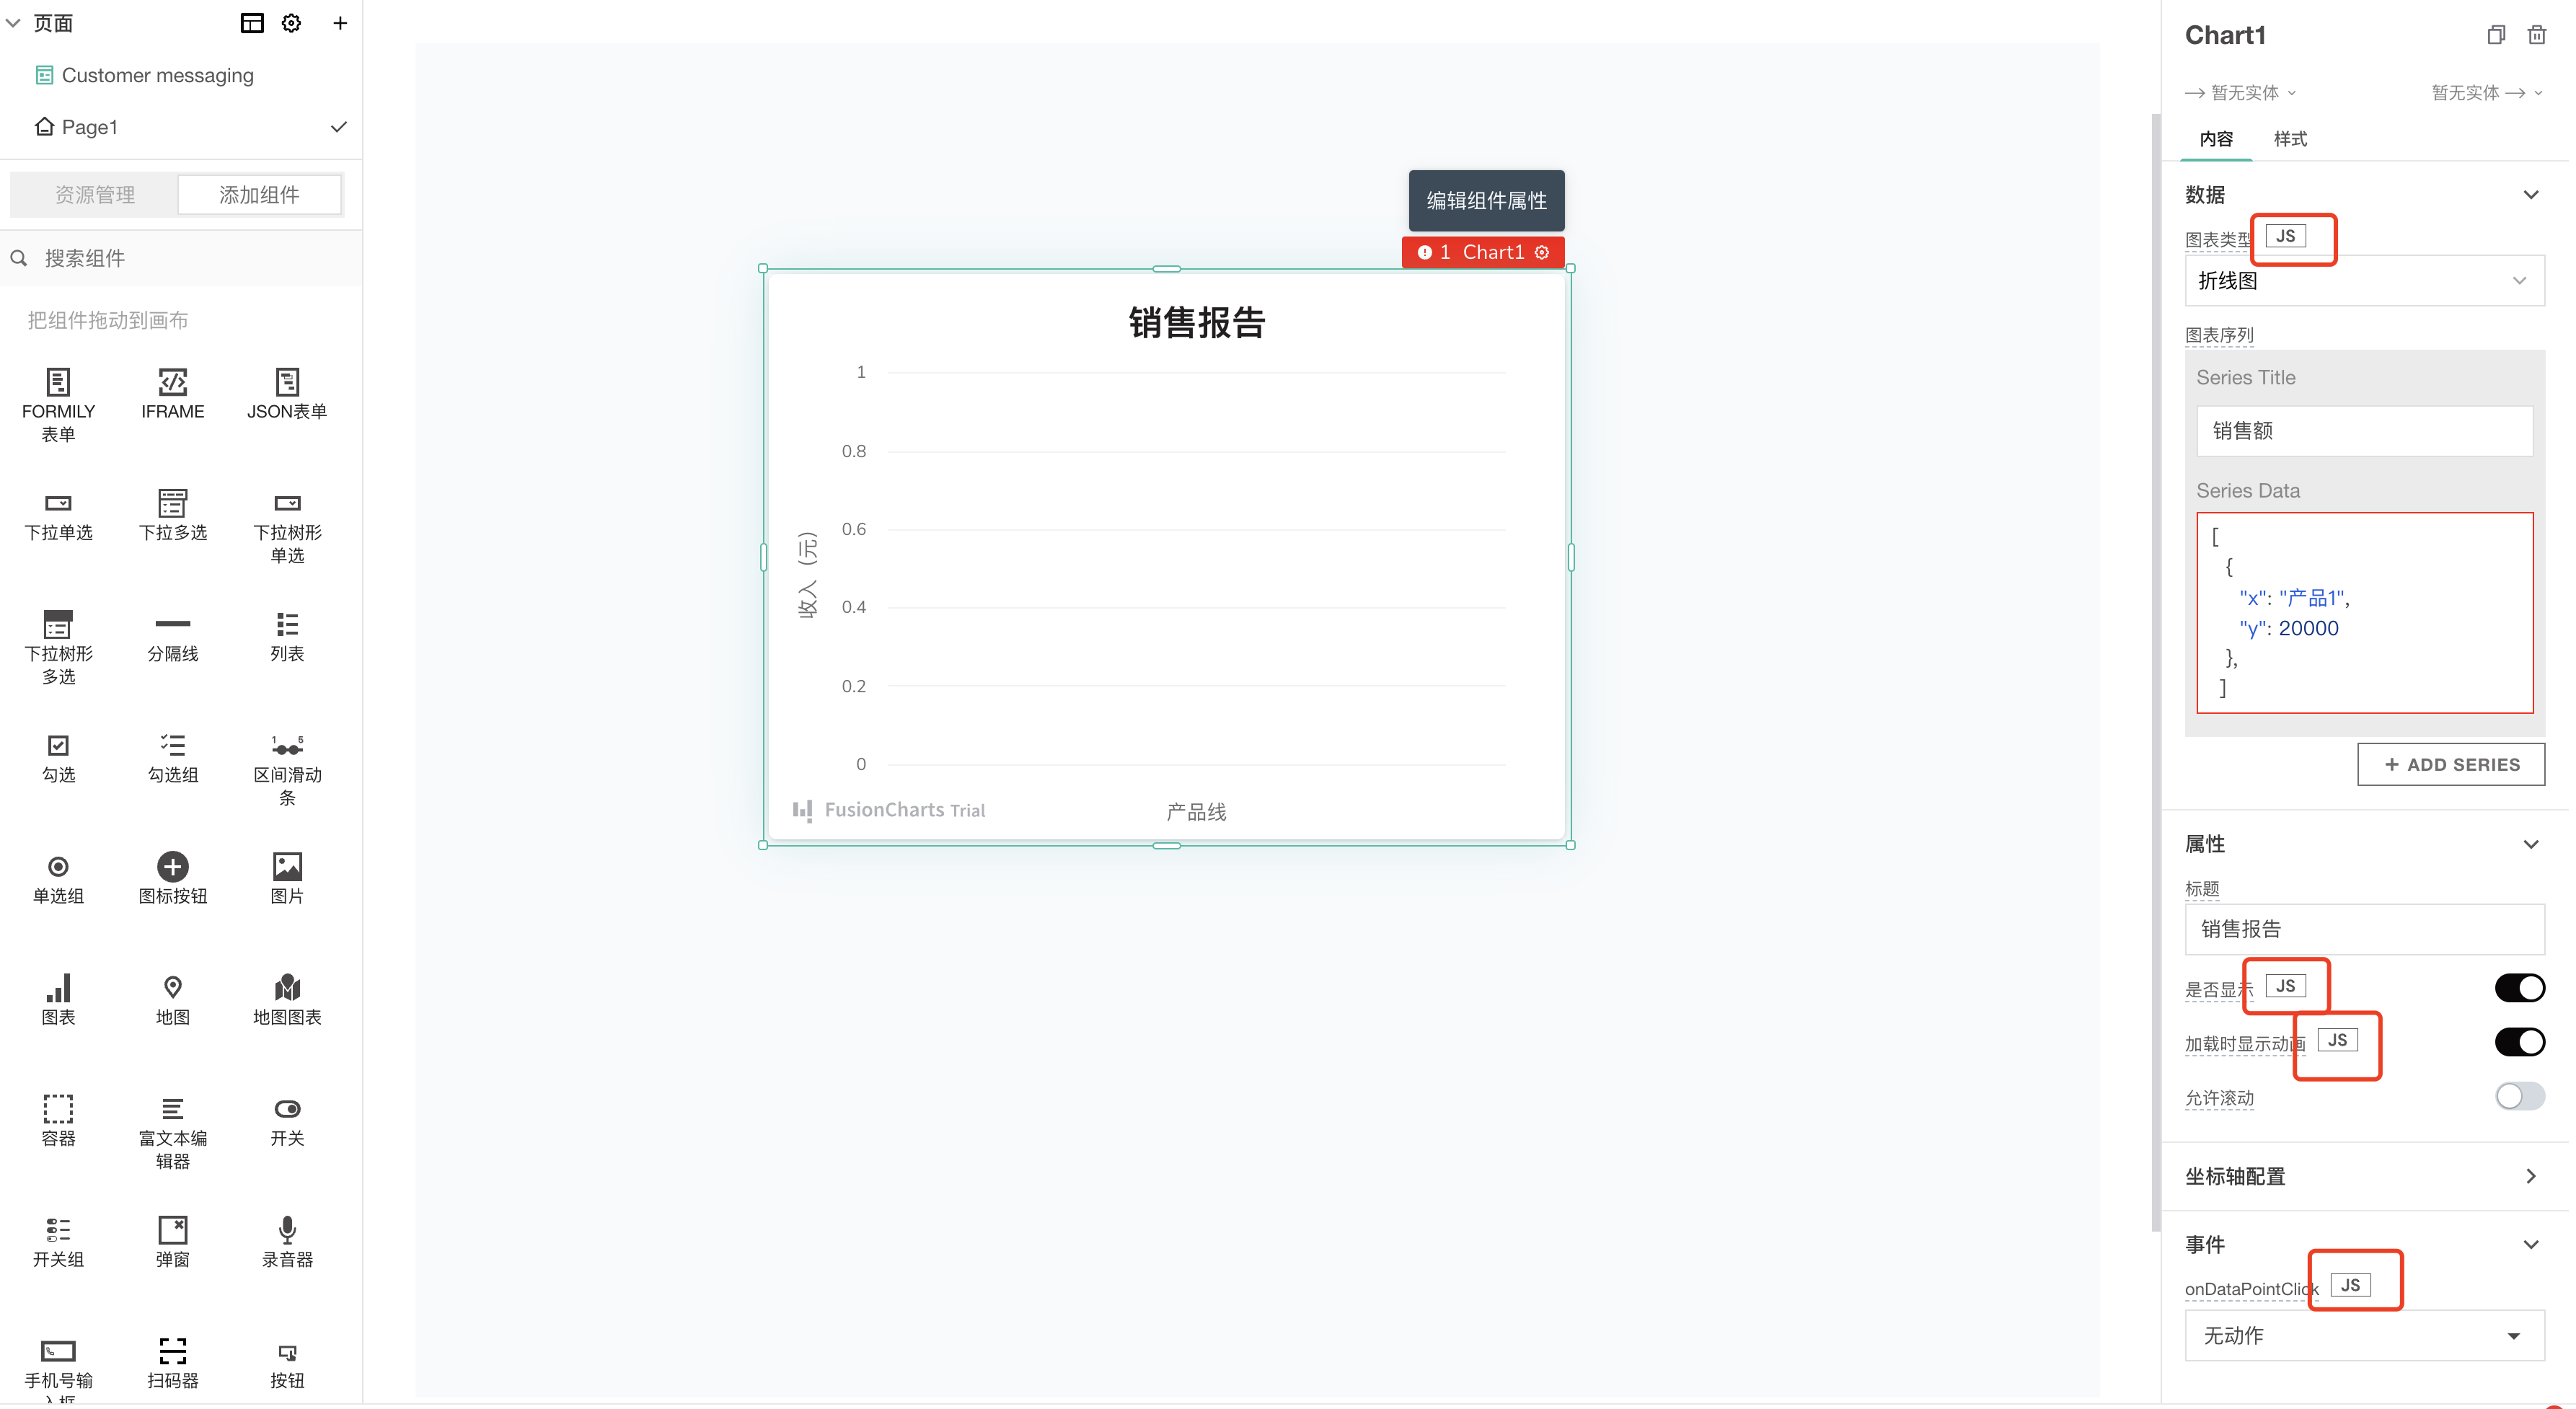 页面
Customer messaging
Page1
资源管理
添加组件
搜索组件
把组件拖动到画布
FORMILY
表单
IFRAME
JSON表单
下拉单选
下拉多选
下拉树形
单选
下拉树形
多选
分隔线
列表
勾选
勾选组
1 5
区间滑动
条
单选组
图标按钮
图片
图表
地图
地图图表
容器
富文本编
辑器
开关
开关组
弹窗
录音器
手机号输
入框
扫码器
按钮
编辑组件属性
1 Chart1
销售报告
1
0.8
0.6
0.4
0.2
0
收入（元）
产品线
FusionCharts Trial
Chart1
暂无实体
暂无实体
内容
样式
数据
图表类型
JS
折线图
图表序列
Series Title
销售额
Series Data
[
{
"x": "产品1",
"y": 20000
},
]
+ ADD SERIES
属性
标题
销售报告
是否显示
JS
加载时显示动画
JS
允许滚动
坐标轴配置
事件
onDataPointClick
JS
无动作